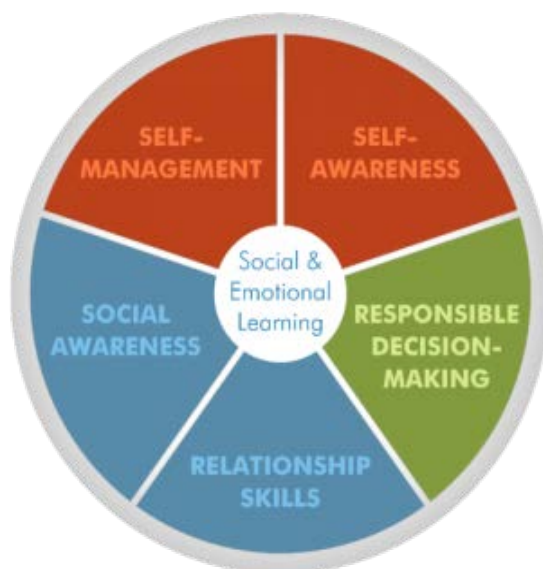 SELF-
MANAGEMENT
SELF-
AWARENESS
Social &
Emotional
Learning
SOCIAL
AWARENESS
RESPONSIBLE
DECISION-
MAKING
RELATIONSHIP
SKILLS